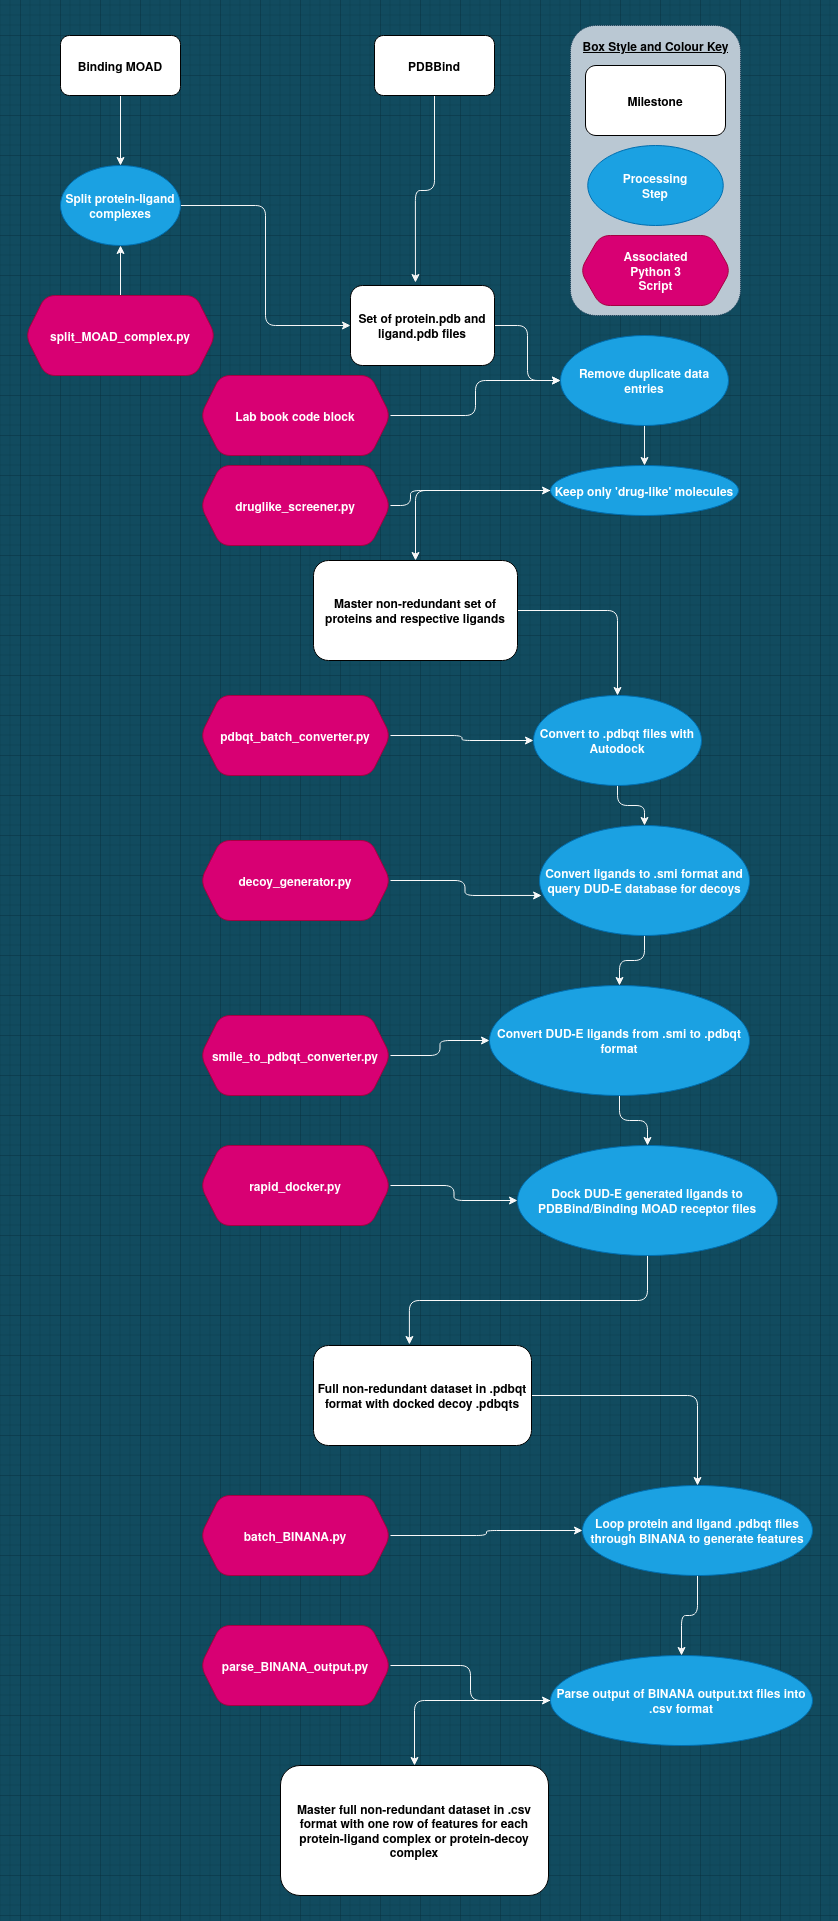 Binding MOAD
PDBBind
Box Style and Colour Key
Milestone
Processing
Step
Associated
Python 3
Script
Split protein-ligand
complexes
split_MOAD_complex.py
Set of protein.pdb and
ligand.pdb files
Remove duplicate data
entries
Lab book code block
Keep only 'drug-like' molecules
druglike_screener.py
Master non-redundant set of
proteins and respective ligands
pdbqt_batch_converter.py
Convert to .pdbqt files with
Autodock
decoy_generator.py
Convert ligands to .smi format and
query DUD-E database for decoys
smile_to_pdbqt_converter.py
Convert DUD-E ligands from .smi to .pdbqt
format
rapid_docker.py
Dock DUD-E generated ligands to
PDBBind/Binding MOAD receptor files
Full non-redundant dataset in .pdbqt
format with docked decoy .pdbqts
batch_BINANA.py
Loop protein and ligand .pdbqt files
through BINANA to generate features
parse_BINANA_output.py
Parse output of BINANA output.txt files into
.csv format
Master full non-redundant dataset in .csv
format with one row of features for each
protein-ligand complex or protein-decoy
complex